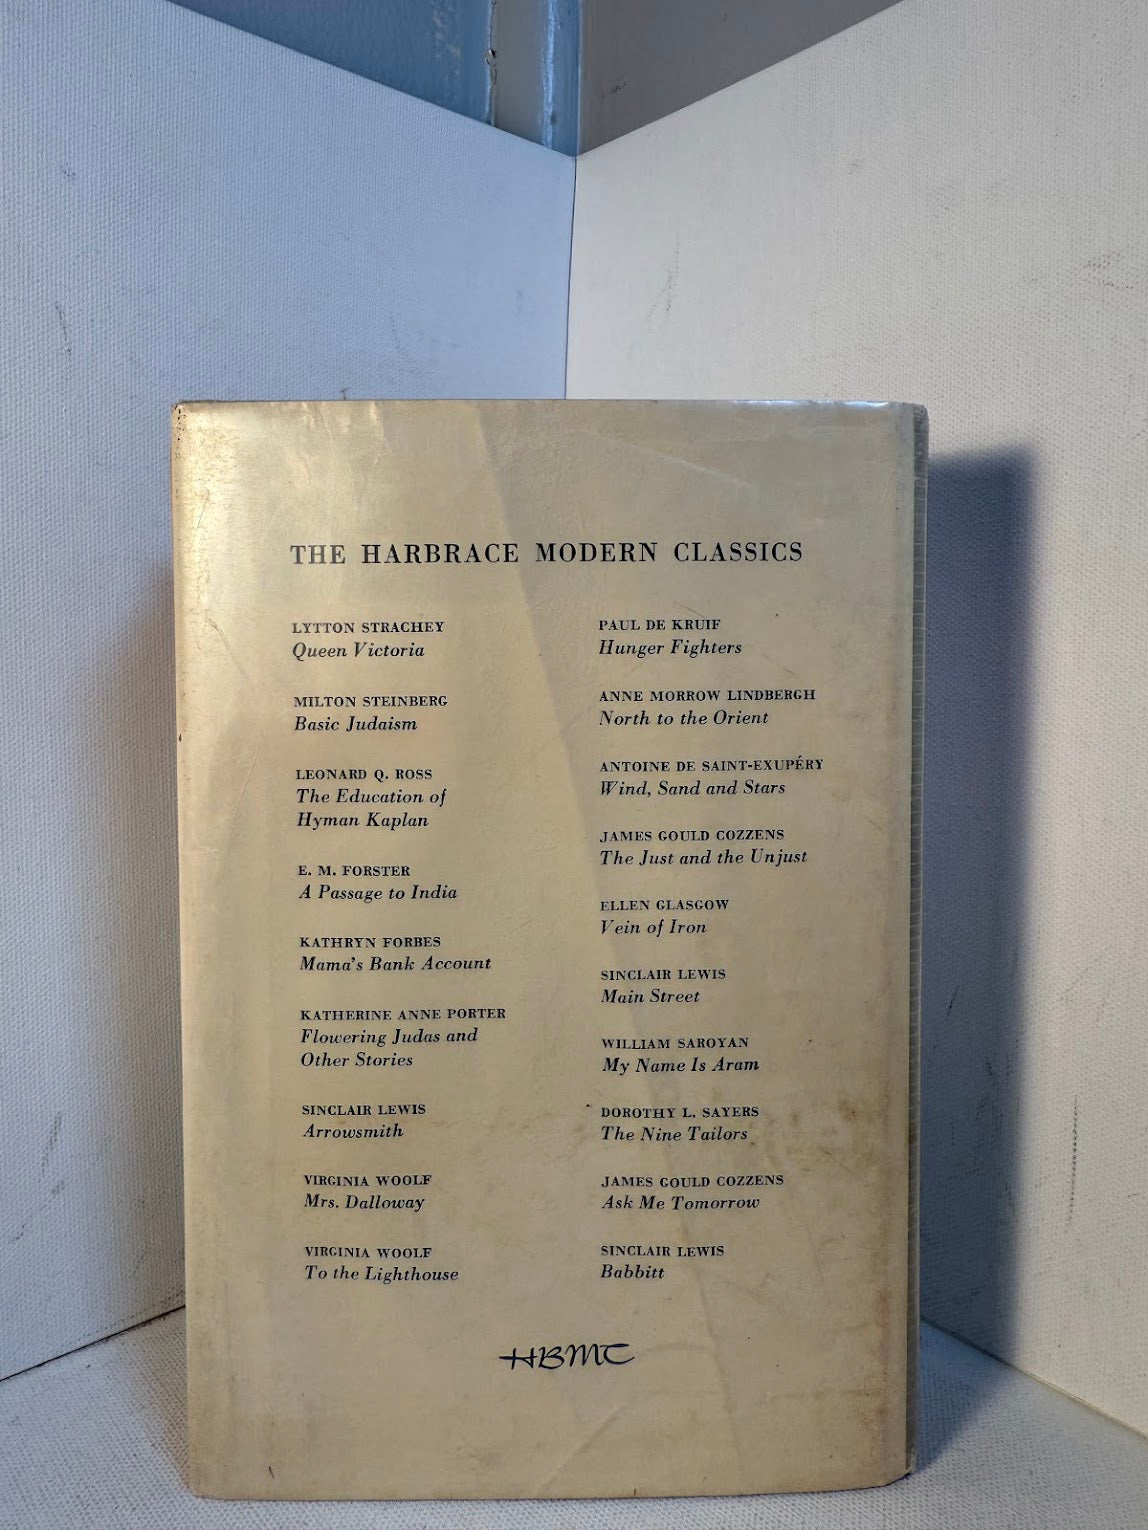 THE HARBRACE MODERN CLASSICS
LYTTON STRACHEY
Queen Victoria
MILTON STEINBERG
Basic Judaism
LEONARD Q. ROSS
The Education of
Hyman Kaplan
E. M. FORSTER
A Passage to India
KATHRYN FORBES
Mama's Bank Account
KATHERINE ANNE PORTER
Flowering Judas and
Other Stories
SINCLAIR LEWIS
Arrowsmith
VIRGINIA WOOLF
Mrs. Dalloway
VIRGINIA WOOLF
To the Lighthouse
PAUL DE KRUIF
Hunger Fighters
ANNE MORROW LINDBERGH
North to the Orient
ANTOINE DE SAINT-EXUPÉRY
Wind, Sand and Stars
JAMES GOULD COZZENS
The Just and the Unjust
ELLEN GLASGOW
Vein of Iron
SINCLAIR LEWIS
Main Street
WILLIAM SAROYAN
My Name Is Aram
DOROTHY L. SAYERS
The Nine Tailors
JAMES GOULD COZZENS
Ask Me Tomorrow
SINCLAIR LEWIS
Babbitt
HBMC